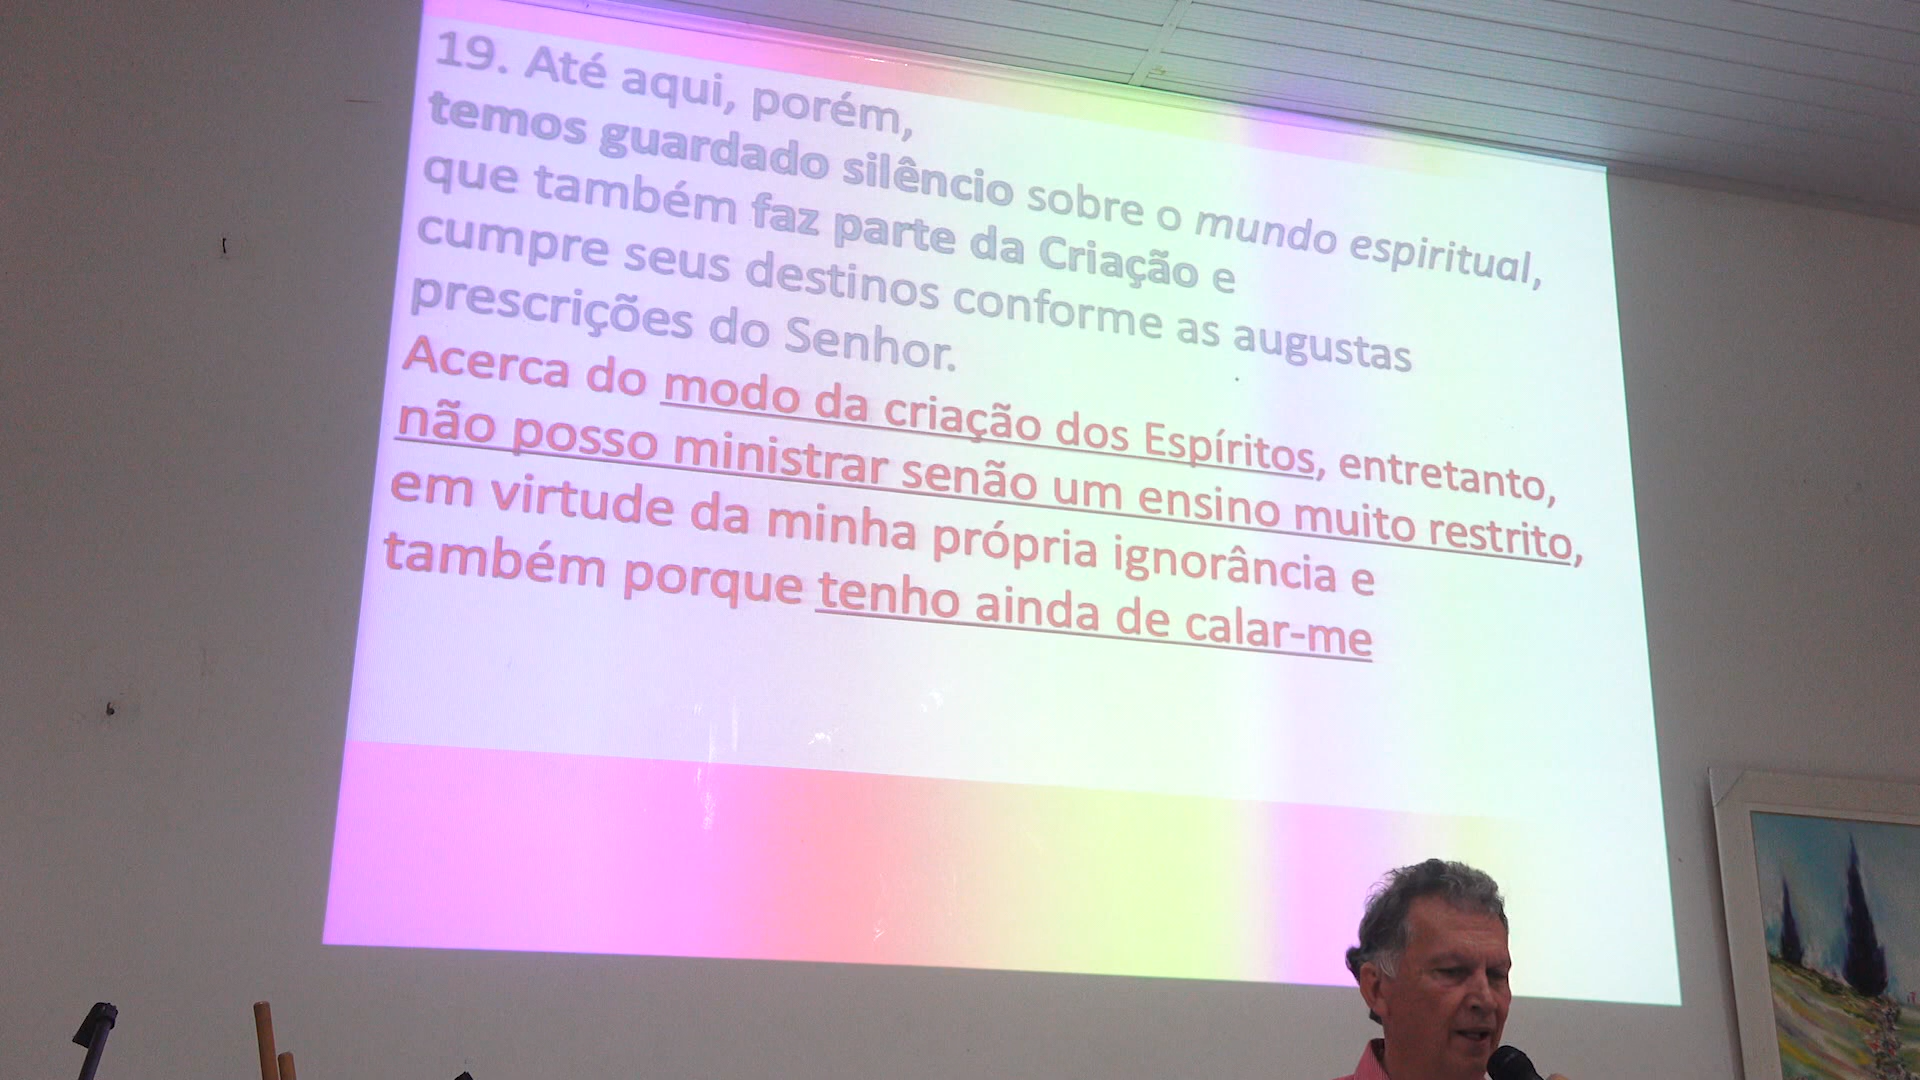 19. Até aqui, porém,
temos guardado silêncio sobre o mundo espiritual,
que também faz parte da Criação e
cumpre seus destinos conforme as augustas
prescrições do Senhor.
Acerca do modo da criação dos Espíritos, entretanto,
não posso ministrar senão um ensino muito restrito,
em virtude da minha própria ignorância e
também porque tenho ainda de calar-me